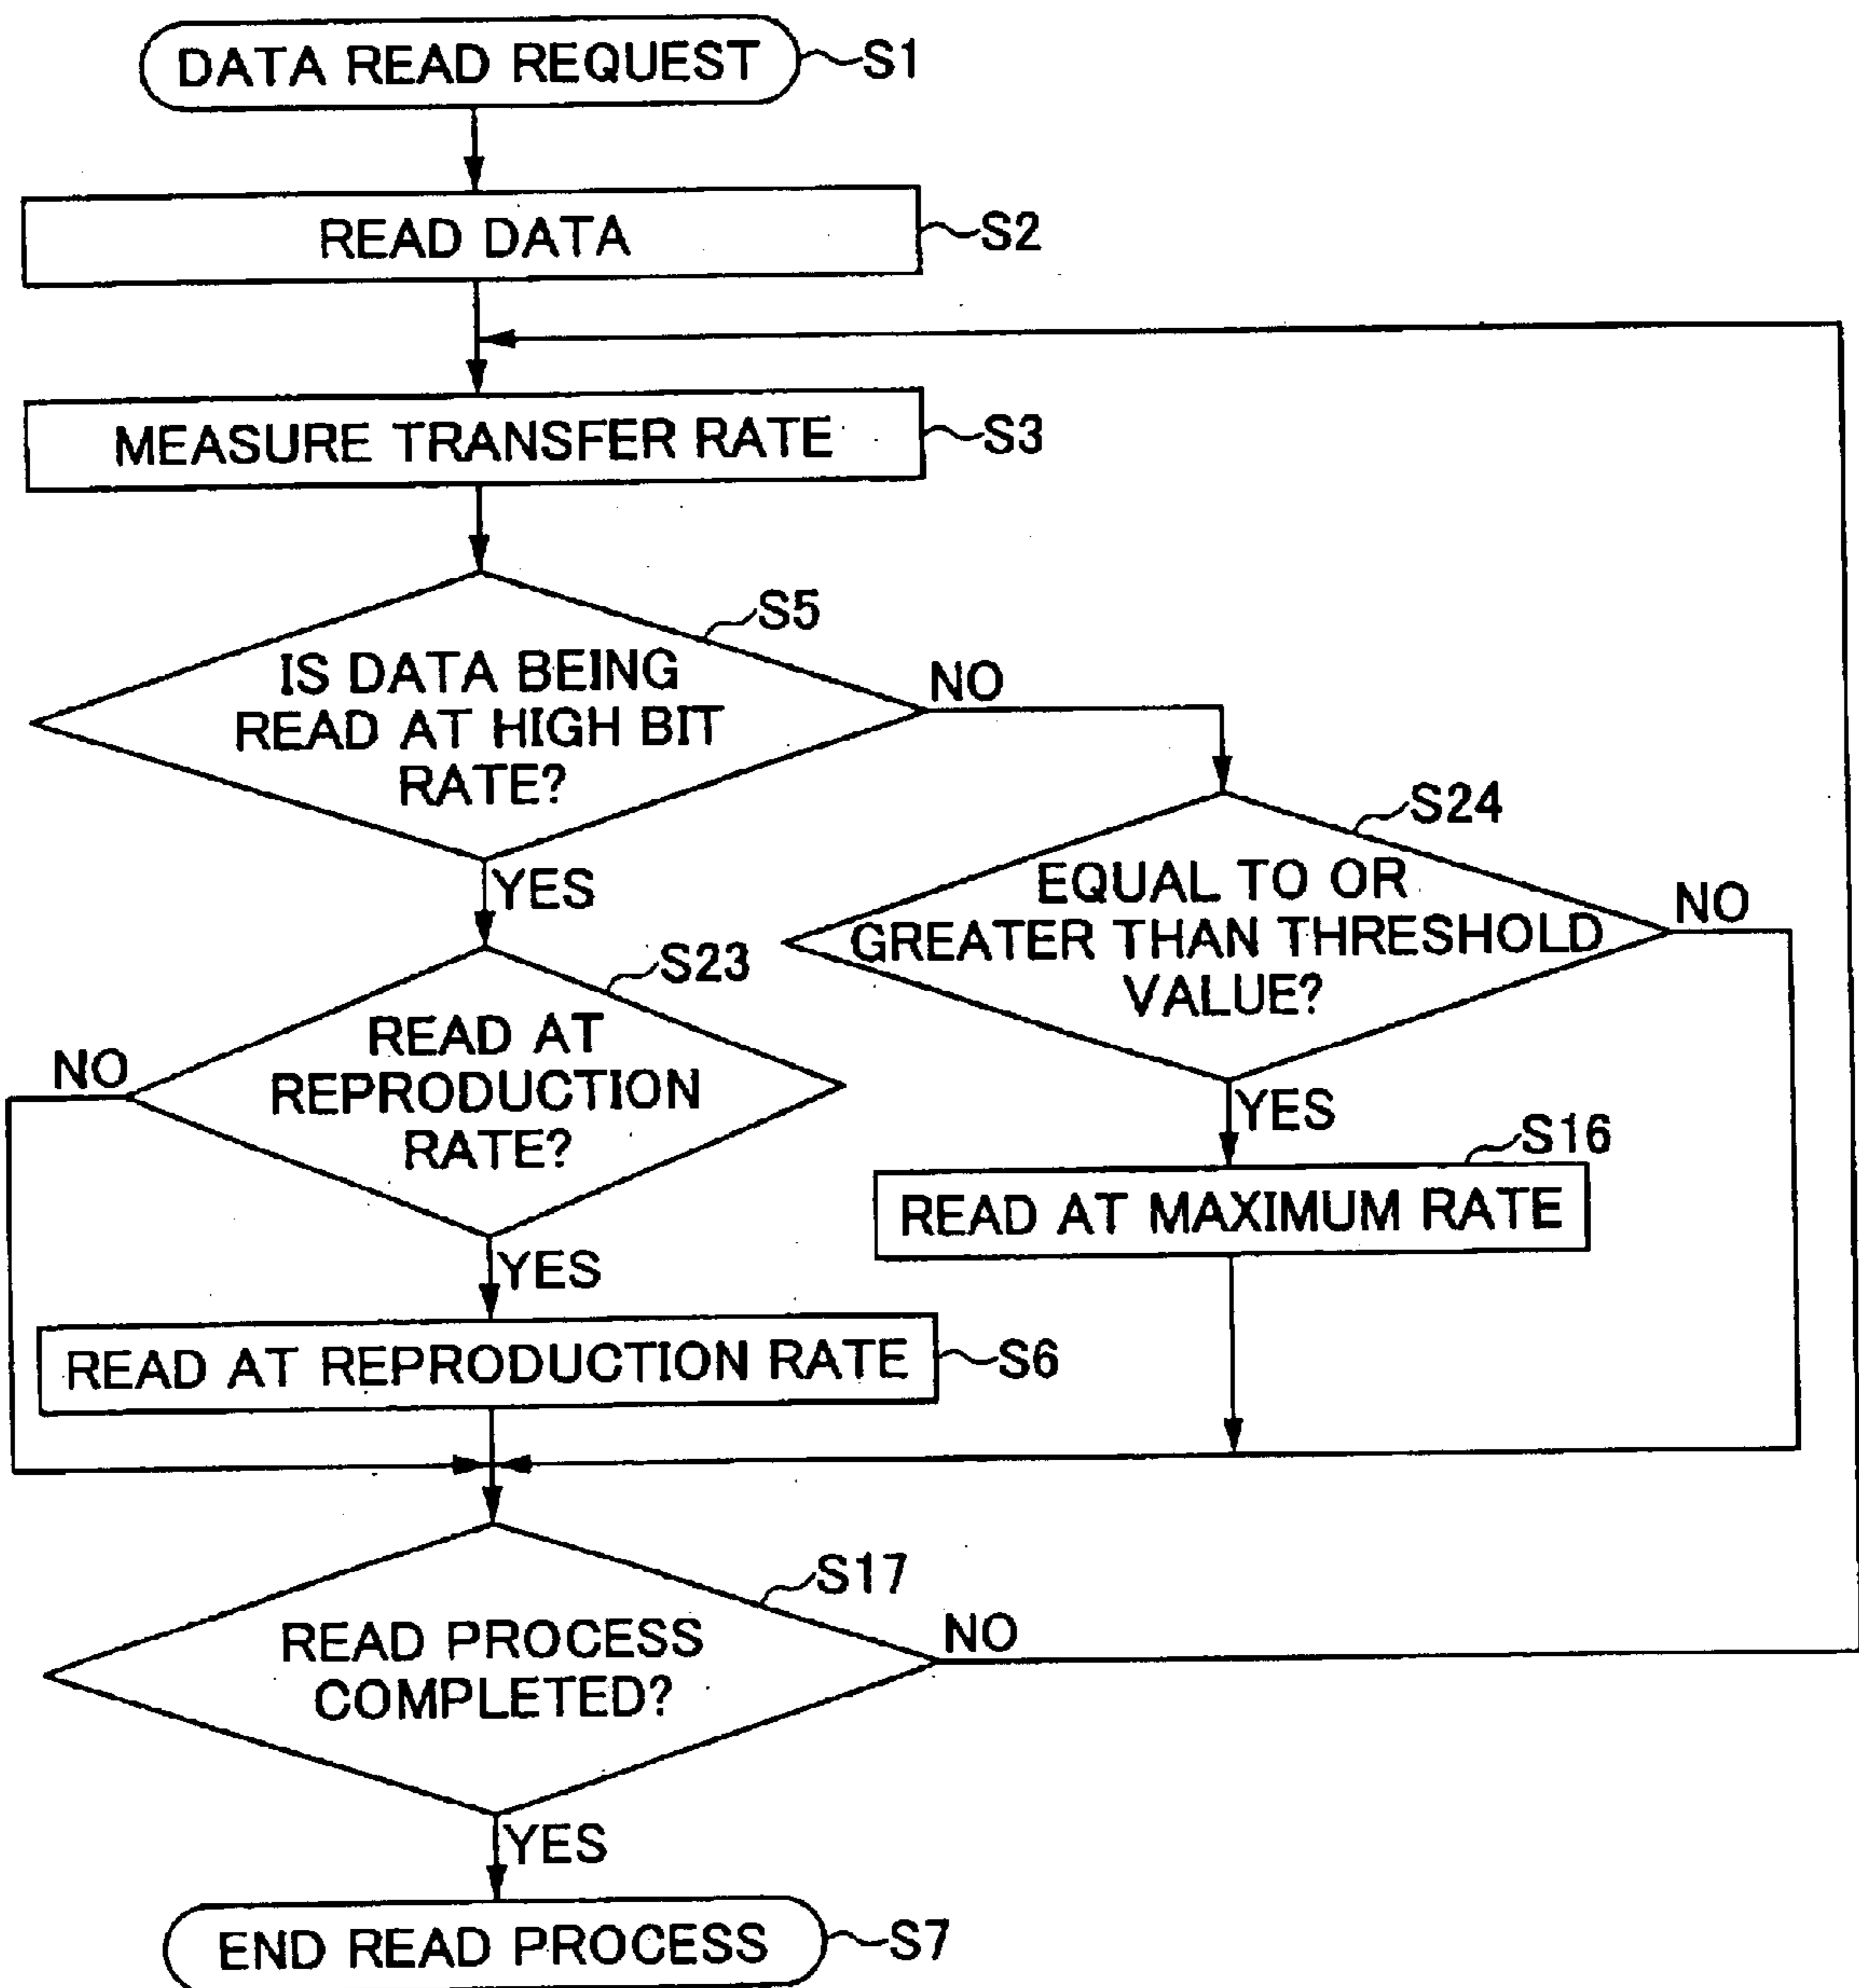 DATA READ REQUEST
S1
READ DATA
S2
MEASURE TRANSFER RATE
S3
S5
IS DATA BEING
READ AT HIGH BIT
RATE?
NO
YES
S24
EQUAL TO OR
GREATER THAN THRESHOLD
VALUE?
NO
YES
S23
READ AT
REPRODUCTION
RATE?
NO
YES
S16
READ AT MAXIMUM RATE
READ AT REPRODUCTION RATE
S6
S17
READ PROCESS
COMPLETED?
NO
YES
END READ PROCESS
S7